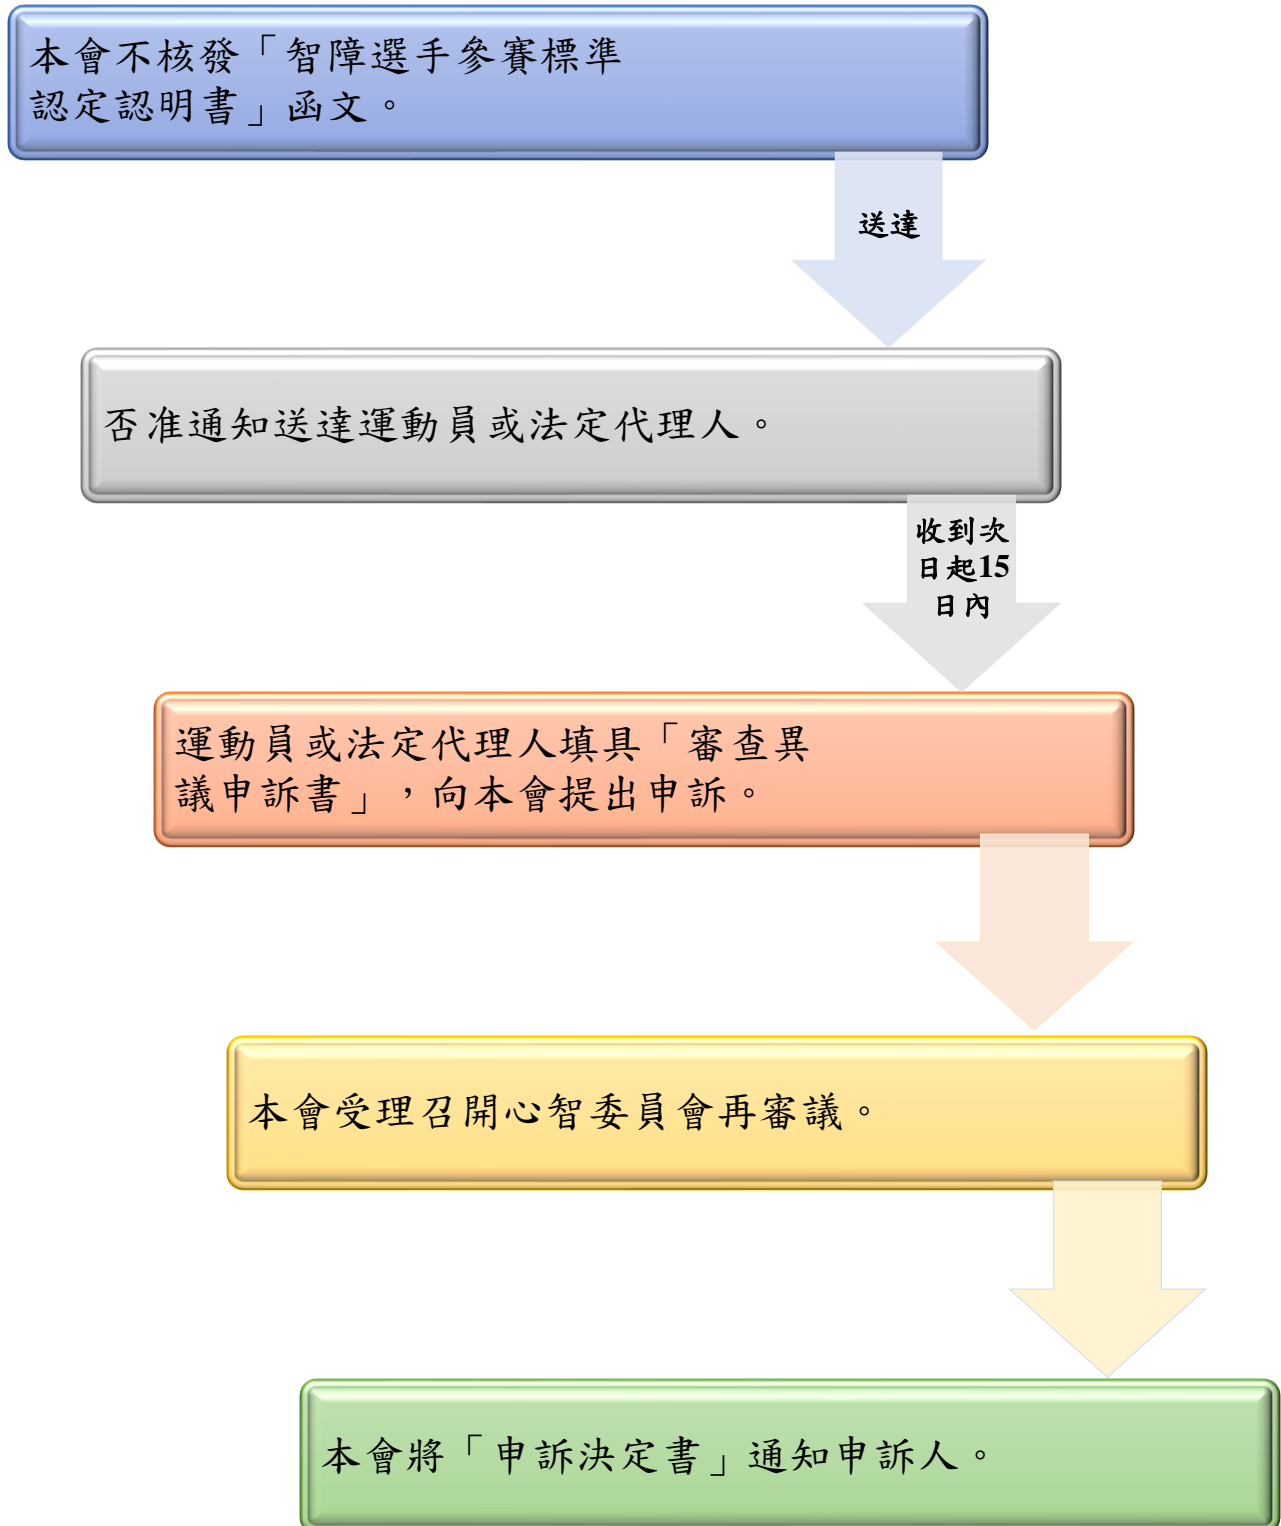 本會不核發「智障選手參賽標準
認定認明書」函文。
送達
否准通知送達運動員或法定代理人。
收到次
日起15
日內
運動員或法定代理人填具「審查異
議申訴書」，向本會提出申訴。
本會受理召開心智委員會再審議。
本會將「申訴決定書」通知申訴人。